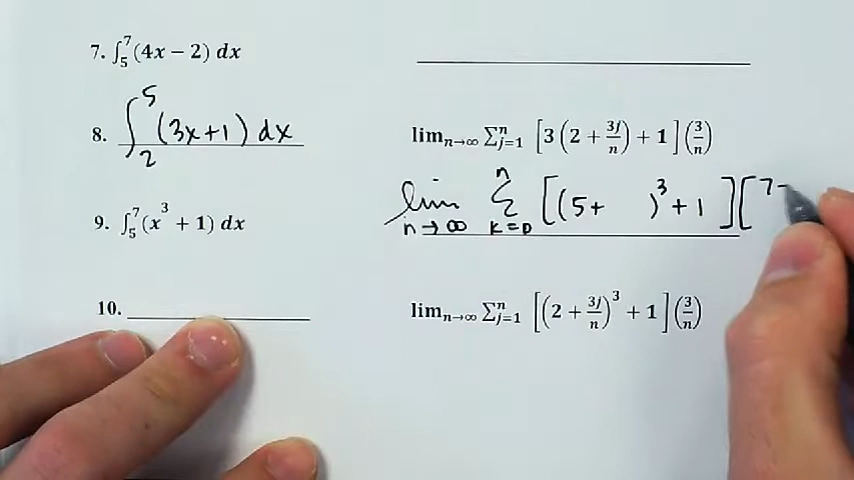 7. ∫₅⁷(4x − 2) dx
8. ∫₂⁵ (3x+1) dx lim_{n→∞} Σ_{j=1}^{n} [3(2 + 3j/n) + 1](3/n)
9. ∫₅⁷(x³ + 1) dx lim_{n→∞} Σ_{k=0}^{n} [(5+ )³+1][7-
10. lim_{n→∞} Σ_{j=1}^{n} [(2 + 3j/n)³ + 1](3/n)